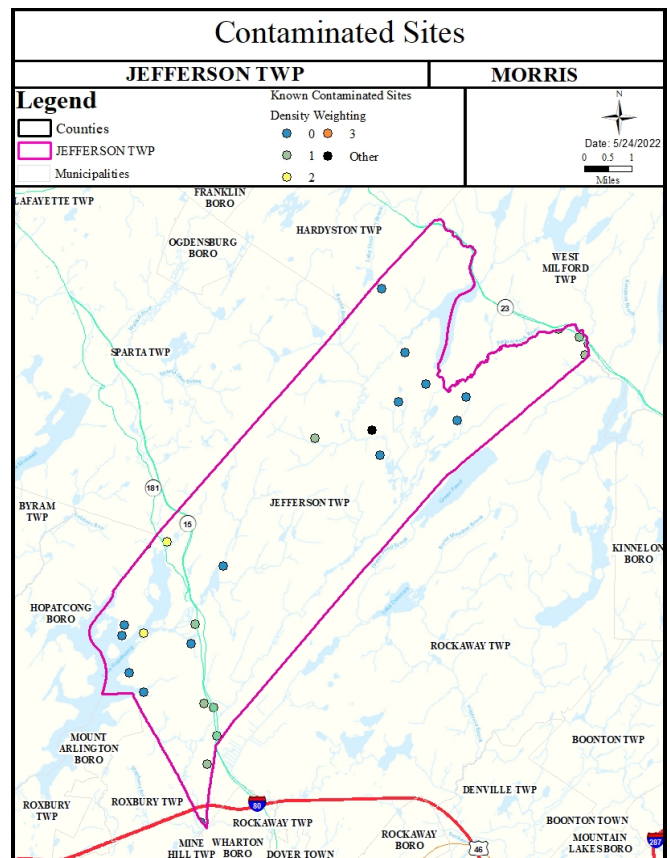 Contaminated Sites
JEFFERSON TWP
MORRIS
Legend
Counties
JEFFERSON TWP
Municipalities
Known Contaminated Sites
Density Weighting
0
3
1
Other
2
N
Date: 5/24/2022
0 0.5 1
Miles
LAFAYETTE TWP
FRANKLIN
BORO
HARDYSTON TWP
OGDENSBURG
BORO
WEST
MILFORD
TWP
23
SPARTA TWP
181
15
JEFFERSON TWP
BYRAM
TWP
KINNELON
BORO
HOPATCONG
BORO
ROCKAWAY TWP
MOUNT
ARLINGTON
BORO
BOONTON TWP
DENVILLE TWP
ROXBURY
TWP
ROXBURY TWP
80
ROCKAWAY TWP
BOONTON TOWN
ROCKAWAY
BORO
MOUNTAIN
LAKES BORO
MINE
HILL TWP
WHARTON
BORO
DOVER TOWN
46
287